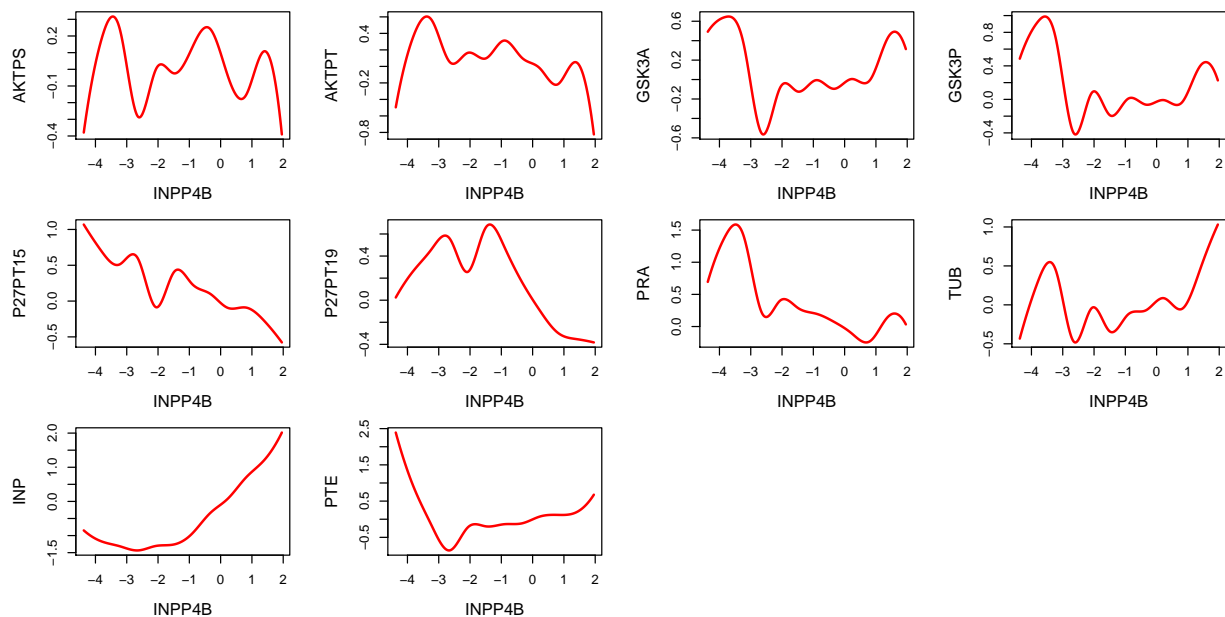 AKTPS
−0.4 −0.1 0.2
−4 −3 −2 −1 0 1 2
INPP4B
AKTPT
−0.8 −0.2 0.4
−4 −3 −2 −1 0 1 2
INPP4B
GSK3A
−0.6 −0.2 0.2 0.6
−4 −3 −2 −1 0 1 2
INPP4B
GSK3P
−0.4 0.0 0.4 0.8
−4 −3 −2 −1 0 1 2
INPP4B
P27PT15
−0.5 0.0 0.5 1.0
−4 −3 −2 −1 0 1 2
INPP4B
P27PT19
−0.4 0.0 0.4
−4 −3 −2 −1 0 1 2
INPP4B
PRA
0.0 0.5 1.0 1.5
−4 −3 −2 −1 0 1 2
INPP4B
TUB
−0.5 0.0 0.5 1.0
−4 −3 −2 −1 0 1 2
INPP4B
INP
−1.5 0.0 1.0 2.0
−4 −3 −2 −1 0 1 2
INPP4B
PTE
−0.5 0.5 1.5 2.5
−4 −3 −2 −1 0 1 2
INPP4B